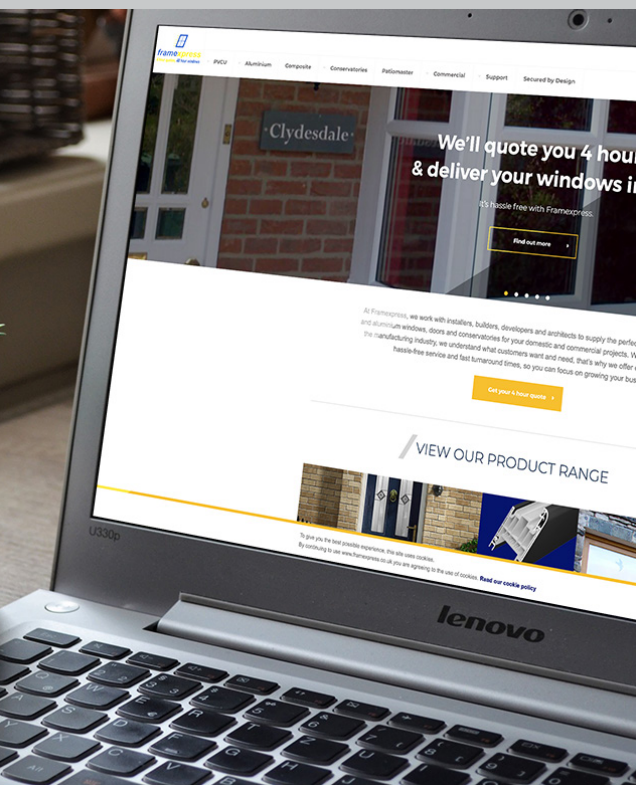 framexpress
PVCU Aluminium Composite Conservatories Patiomaster Commercial Support Secured by Design
Clydesdale
We'll quote you 4 hour
& deliver your windows in
It's hassle free with Framexpress.
Find out more
At Framexpress, we work with installers, builders, developers and architects to supply the perfec
and aluminium windows, doors and conservatories for your domestic and commercial projects. W
the manufacturing industry, we understand what customers want and need, that's why we offer
hassle-free service and fast turnaround times, so you can focus on growing your bus
Get your 4 hour quote
VIEW OUR PRODUCT RANGE
To give you the best possible experience, this site uses cookies.
By continuing to use www.framexpress.co.uk you are agreeing to the use of cookies. Read our cookie policy
U330p
lenovo